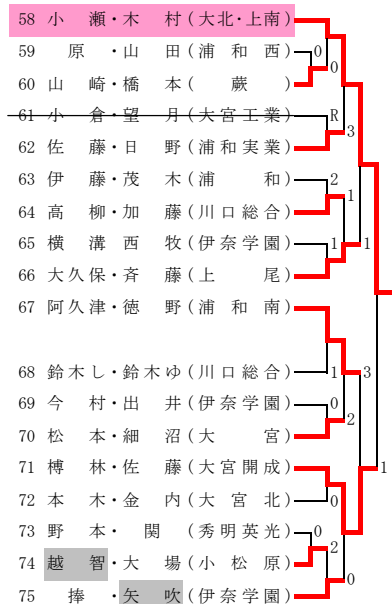 58 小 瀬・木 村 (大北・上南)
59 原・山 田 (浦 和 西) 0
0
60 山 崎・橋 本 ( 蕨 )
61 小 倉・望 月 (大宮工業) R
3
62 佐 藤・日 野 (浦和実業)
63 伊 藤・茂 木 (浦 和) 2
1
64 高 柳・加 藤 (川口総合)
65 横 溝 西 牧 (伊奈学園) 1 1
66 大久保・斉 藤 (上 尾)
67 阿久津・徳 野 (浦 和 南)
68 鈴木し・鈴木ゆ (川口総合) 1 3
69 今 村・出 井 (伊奈学園) 0
2
70 松 本・細 沼 (大 宮)
71 榑 林・佐 藤 (大宮開成) 1
72 本 木・金 内 (大 宮 北) 0
73 野 本・ 関 (秀明英光) 0
2
74 越 智・大 場 (小 松 原)
0
75 捧・矢 吹 (伊奈学園)